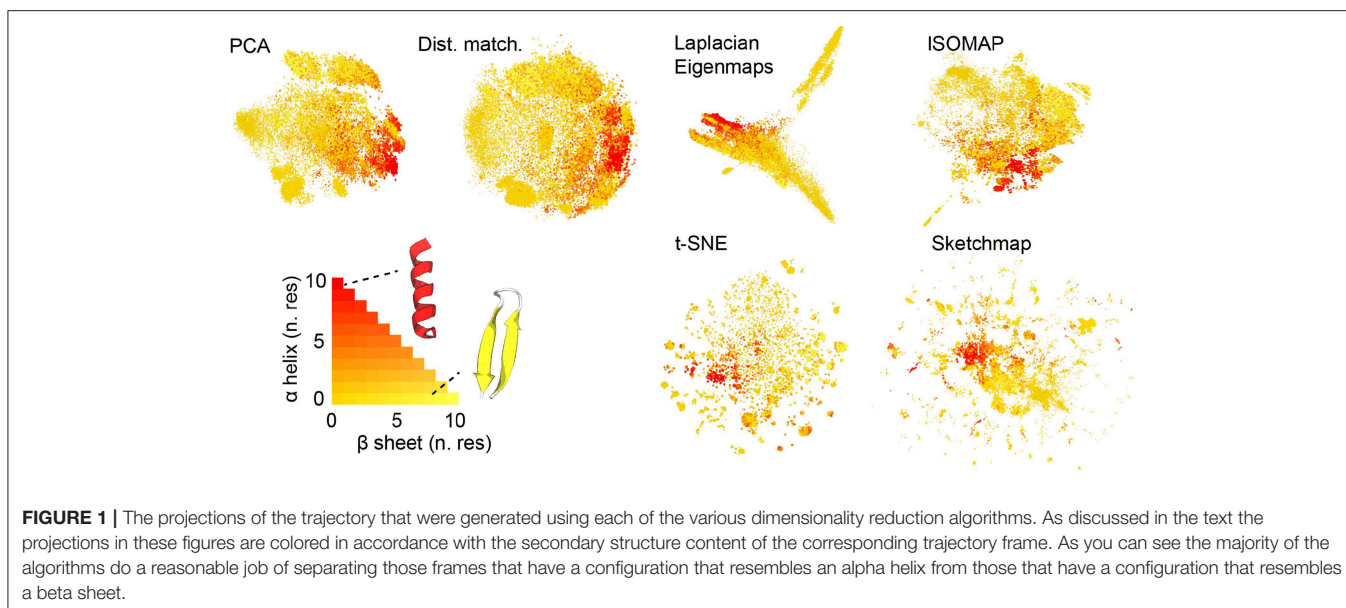 PCA
Dist. match.
Laplacian
Eigenmaps
ISOMAP
t-SNE
Sketchmap
α helix (n. res)
10
5
0
0 5 10
β sheet (n. res)
FIGURE 1 | The projections of the trajectory that were generated using each of the various dimensionality reduction algorithms. As discussed in the text the
projections in these figures are colored in accordance with the secondary structure content of the corresponding trajectory frame. As you can see the majority of the
algorithms do a reasonable job of separating those frames that have a configuration that resembles an alpha helix from those that have a configuration that resembles
a beta sheet.